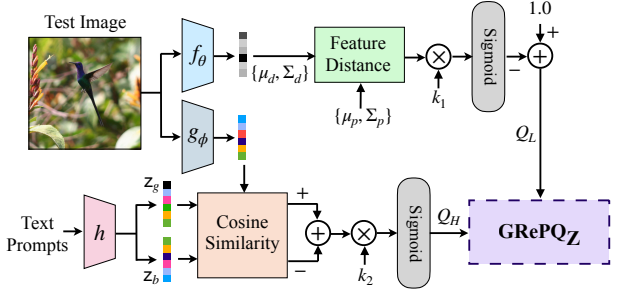 Test Image
f_θ
{μ_d, Σ_d}
Feature
Distance
{μ_p, Σ_p}
×
k_1
Sigmoid
1.0
+
−
+
Q_L
g_ϕ
Text
Prompts
h
z_g
z_b
Cosine
Similarity
+
−
+
×
k_2
Sigmoid
Q_H
GRePQ_Z